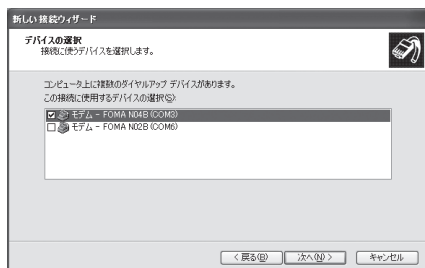 新しい接続ウィザード
デバイスの選択
接続に使うデバイスを選択します。
コンピュータ上に複数のダイヤルアップ デバイスがあります。
この接続に使用するデバイスの選択(S):
モデム - FOMA N04B (COM3)
モデム - FOMA N02B (COM6)
< 戻る(B)
次へ(N) >
キャンセル